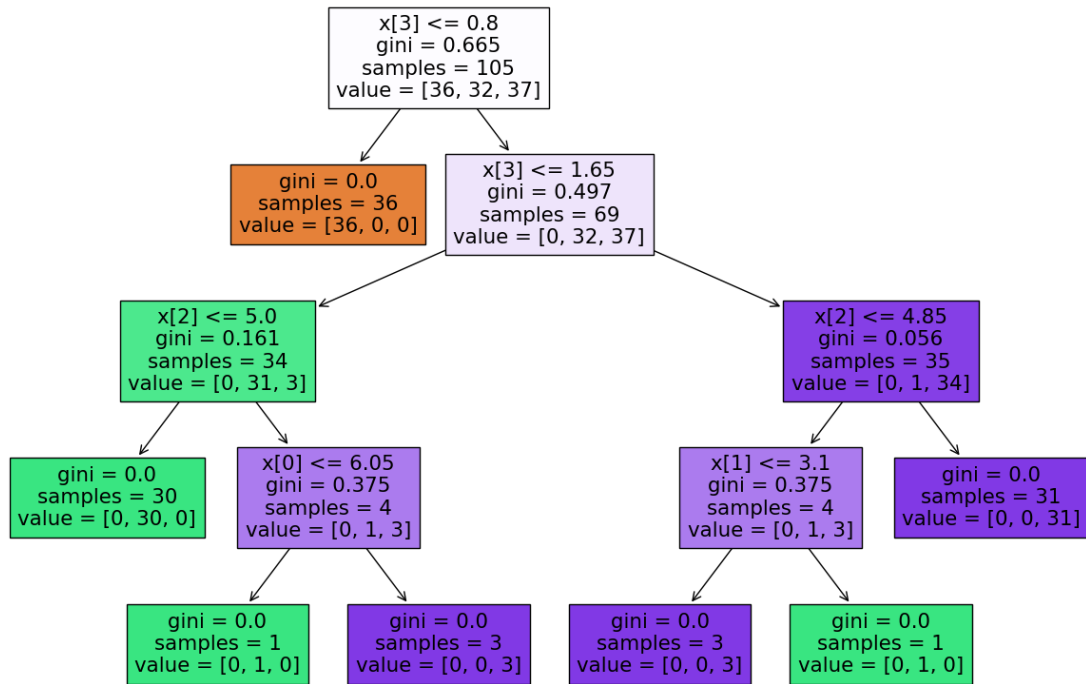 x[3] <= 0.8
gini = 0.665
samples = 105
value = [36, 32, 37]
gini = 0.0
samples = 36
value = [36, 0, 0]
x[3] <= 1.65
gini = 0.497
samples = 69
value = [0, 32, 37]
x[2] <= 5.0
gini = 0.161
samples = 34
value = [0, 31, 3]
x[2] <= 4.85
gini = 0.056
samples = 35
value = [0, 1, 34]
gini = 0.0
samples = 30
value = [0, 30, 0]
x[0] <= 6.05
gini = 0.375
samples = 4
value = [0, 1, 3]
x[1] <= 3.1
gini = 0.375
samples = 4
value = [0, 1, 3]
gini = 0.0
samples = 31
value = [0, 0, 31]
gini = 0.0
samples = 1
value = [0, 1, 0]
gini = 0.0
samples = 3
value = [0, 0, 3]
gini = 0.0
samples = 3
value = [0, 0, 3]
gini = 0.0
samples = 1
value = [0, 1, 0]